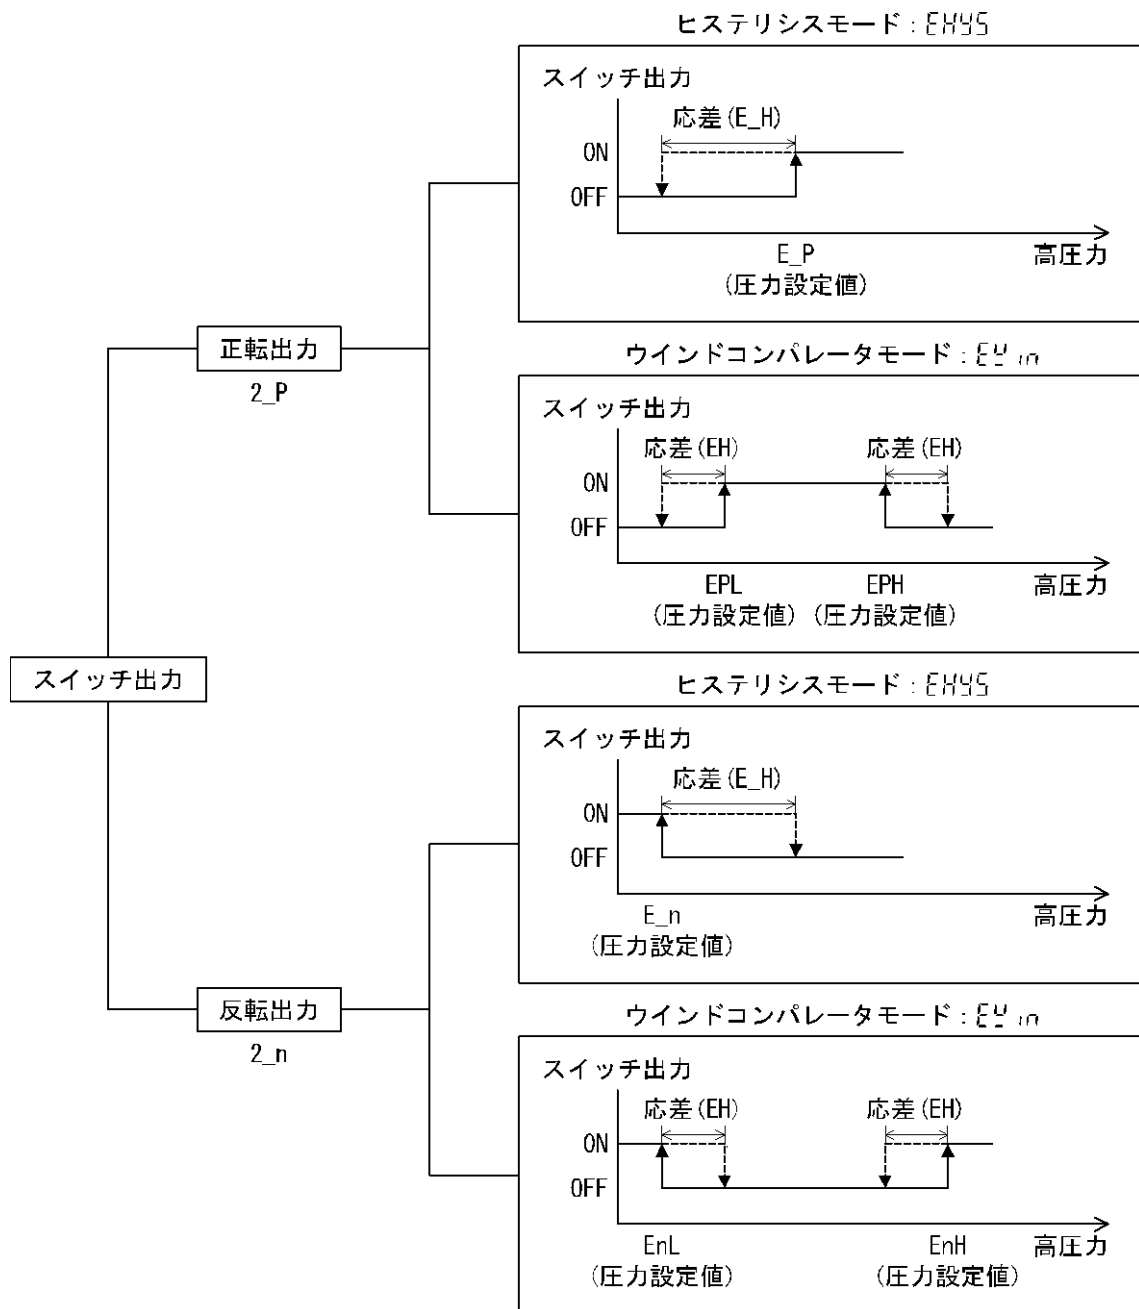 ヒステリシスモード：EHYS
スイッチ出力
応差(E_H)
ON
OFF
高圧力
E_P
(圧力設定値)
正転出力
2_P
ウインドコンパレータモード：EWin
スイッチ出力
応差(EH) 応差(EH)
ON
OFF
EPL EPH 高圧力
(圧力設定値) (圧力設定値)
スイッチ出力
ヒステリシスモード：EHYS
スイッチ出力
応差(E_H)
ON
OFF
E_n 高圧力
(圧力設定値)
反転出力
2_n
ウインドコンパレータモード：EWin
スイッチ出力
応差(EH) 応差(EH)
ON
OFF
EnL EnH 高圧力
(圧力設定値) (圧力設定値)